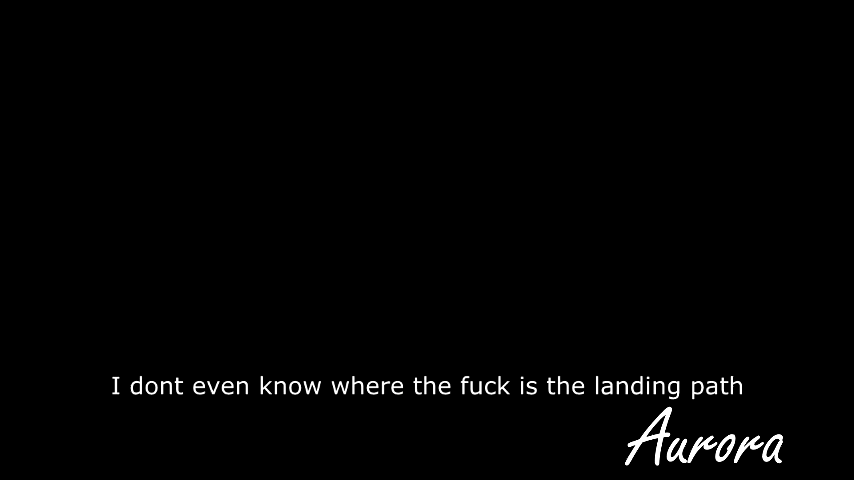 I dont even know where the fuck is the landing path
Aurora